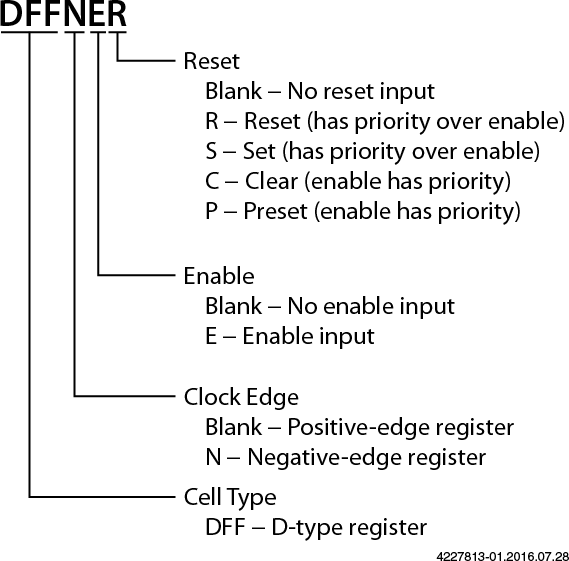 DFFNER
Reset
Blank – No reset input
R – Reset (has priority over enable)
S – Set (has priority over enable)
C – Clear (enable has priority)
P – Preset (enable has priority)
Enable
Blank – No enable input
E – Enable input
Clock Edge
Blank – Positive-edge register
N – Negative-edge register
Cell Type
DFF – D-type register
4227813-01.2016.07.28